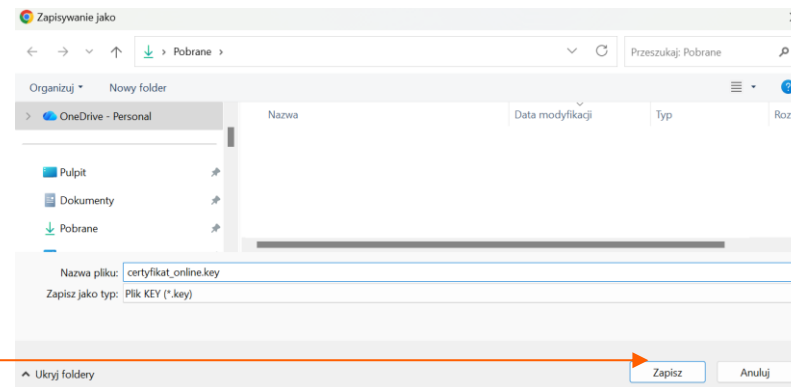 Zapisywanie jako
Pobrane
Przeszukaj: Pobrane
Organizuj
Nowy folder
OneDrive - Personal
Nazwa
Data modyfikacji
Typ
Roz
Pulpit
Dokumenty
Pobrane
Nazwa pliku: certyfikat_online.key
Zapisz jako typ: Plik KEY (*.key)
Ukryj foldery
Zapisz
Anuluj